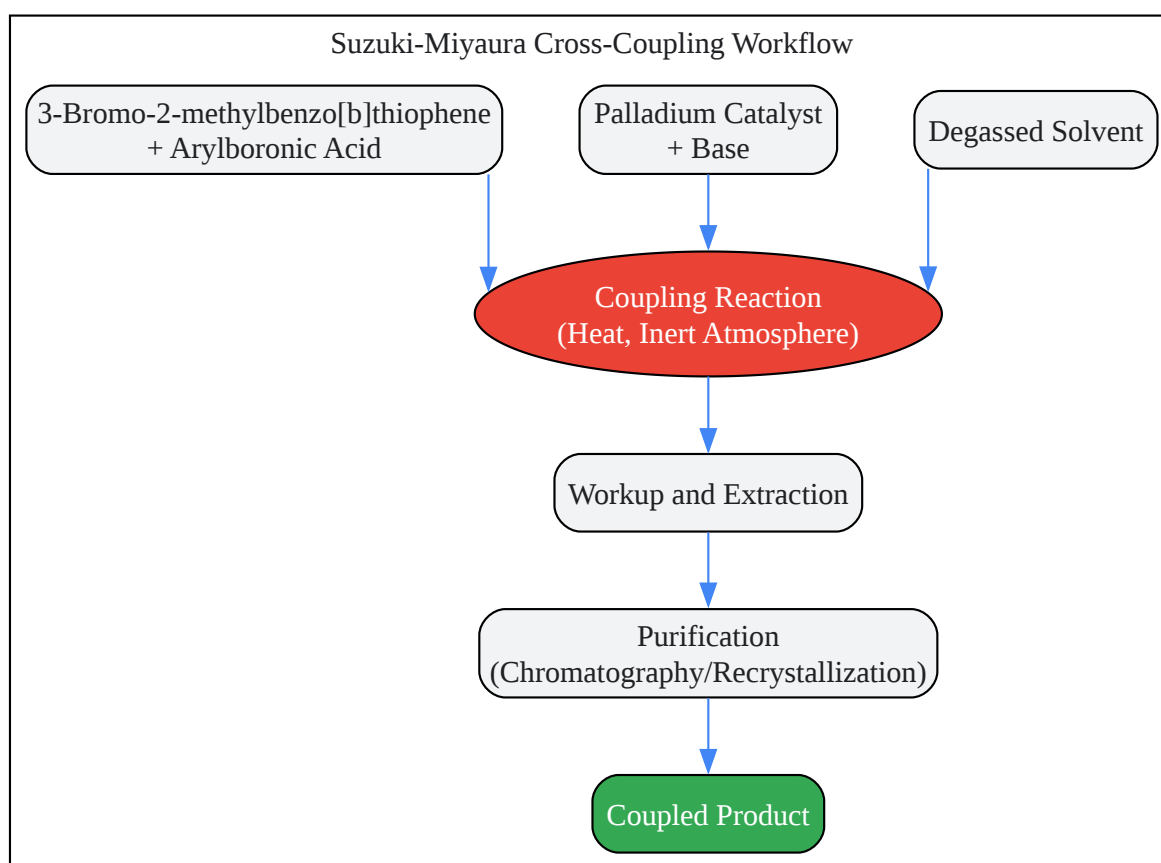 Suzuki-Miyaura Cross-Coupling Workflow
3-Bromo-2-methylbenzo[b]thiophene
+ Arylboronic Acid
Palladium Catalyst
+ Base
Degassed Solvent
Coupling Reaction
(Heat, Inert Atmosphere)
Workup and Extraction
Purification
(Chromatography/Recrystallization)
Coupled Product